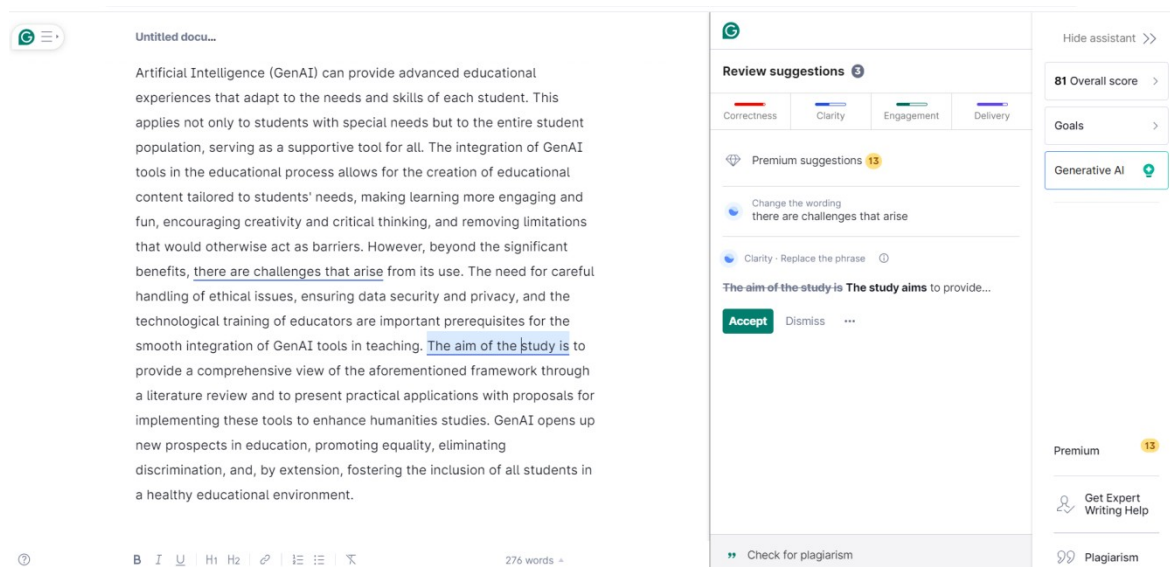 Untitled docu...
Artificial Intelligence (GenAI) can provide advanced educational
experiences that adapt to the needs and skills of each student. This
applies not only to students with special needs but to the entire student
population, serving as a supportive tool for all. The integration of GenAI
tools in the educational process allows for the creation of educational
content tailored to students' needs, making learning more engaging and
fun, encouraging creativity and critical thinking, and removing limitations
that would otherwise act as barriers. However, beyond the significant
benefits, there are challenges that arise from its use. The need for careful
handling of ethical issues, ensuring data security and privacy, and the
technological training of educators are important prerequisites for the
smooth integration of GenAI tools in teaching. The aim of the study is to
provide a comprehensive view of the aforementioned framework through
a literature review and to present practical applications with proposals for
implementing these tools to enhance humanities studies. GenAI opens up
new prospects in education, promoting equality, eliminating
discrimination, and, by extension, fostering the inclusion of all students in
a healthy educational environment.
B I U H1 H2
276 words
Review suggestions 3
Correctness Clarity Engagement Delivery
Premium suggestions 13
Change the wording
there are challenges that arise
Clarity · Replace the phrase
The aim of the study is The study aims to provide...
Accept Dismiss ...
Check for plagiarism
Hide assistant
81 Overall score
Goals
Generative AI
Premium 13
Get Expert
Writing Help
Plagiarism